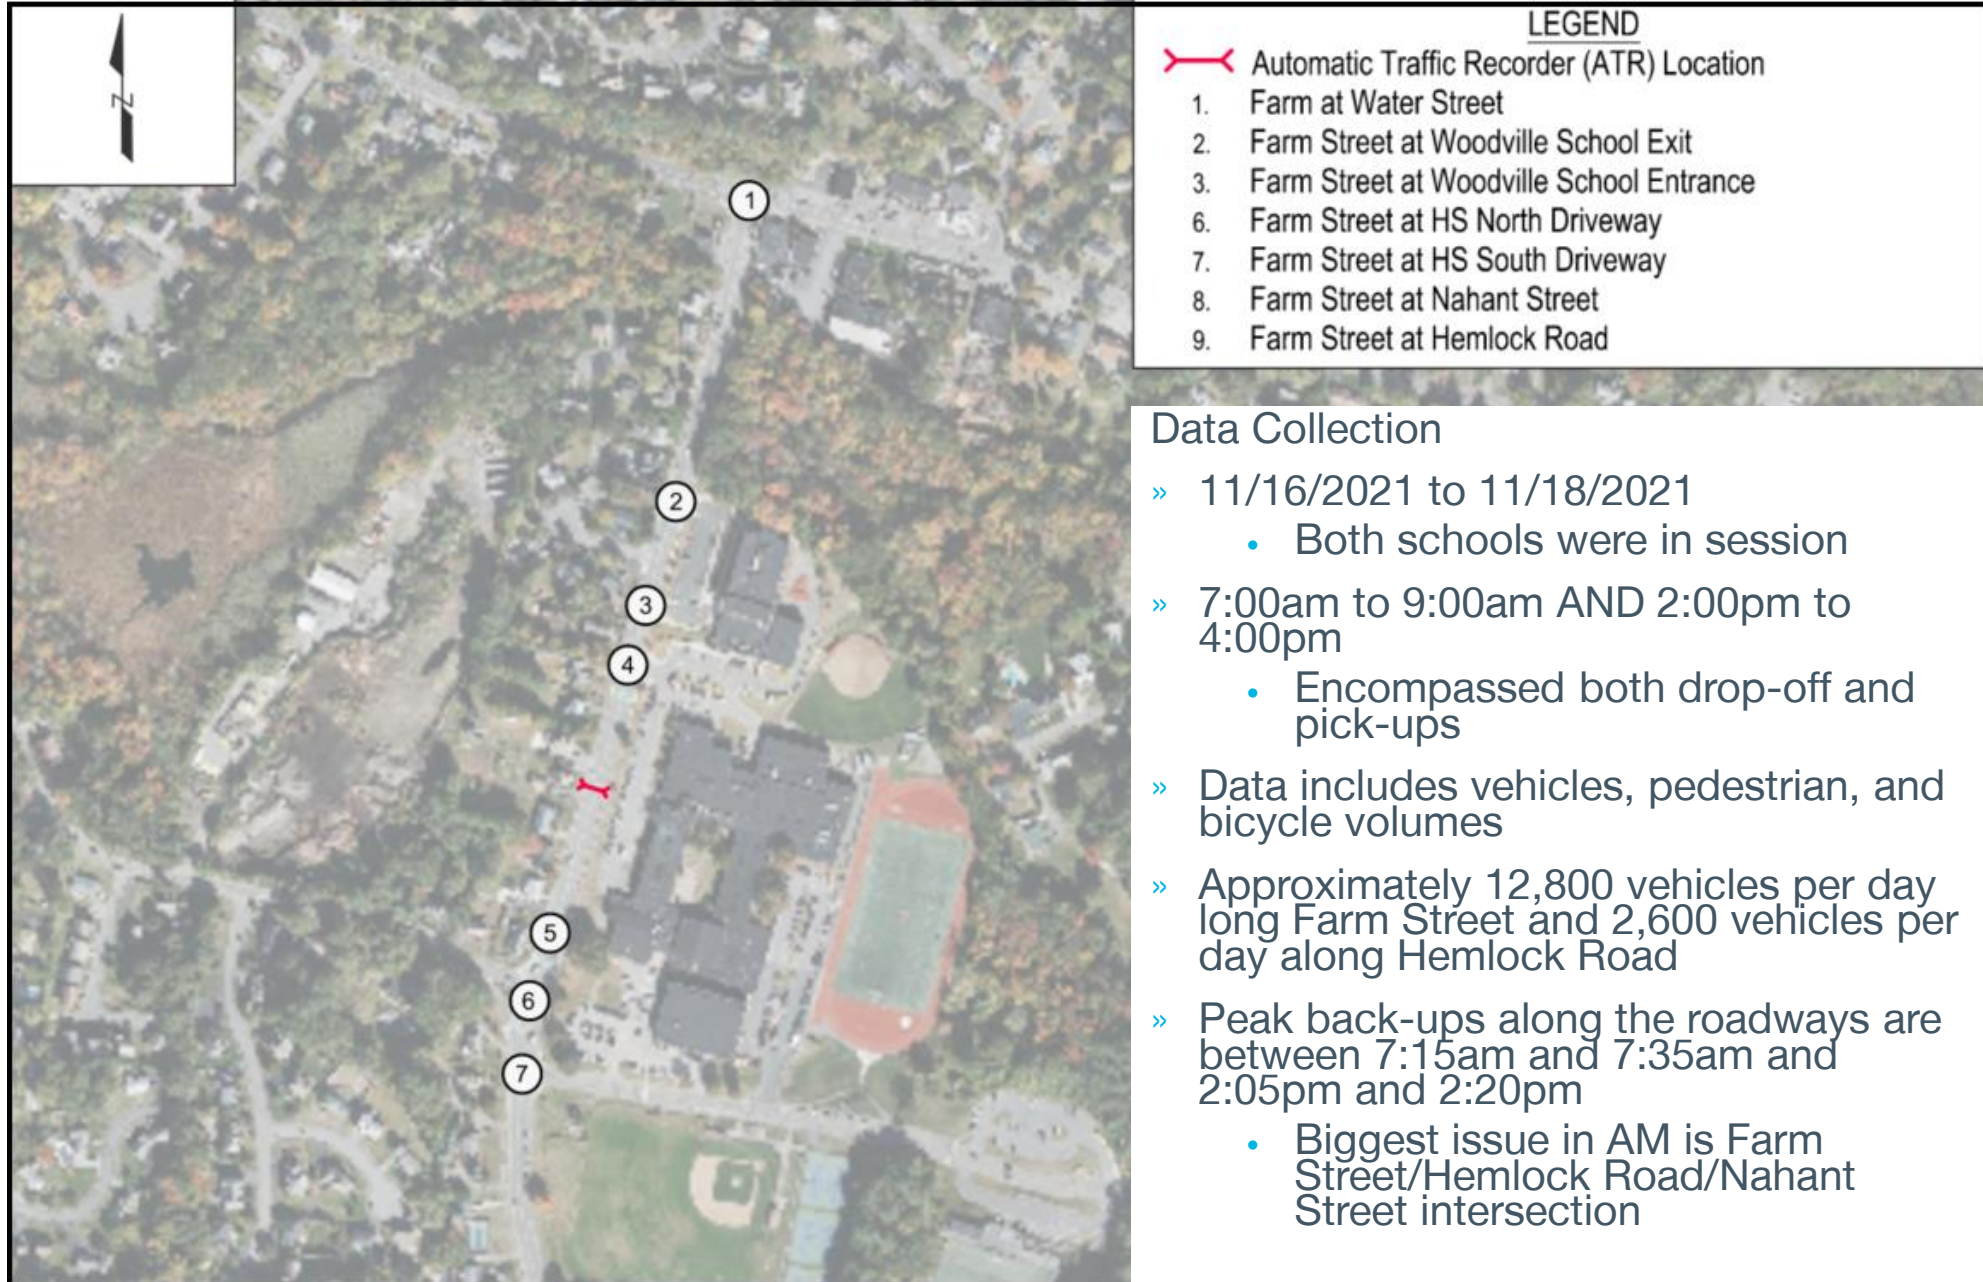 N
LEGEND
Automatic Traffic Recorder (ATR) Location
1. Farm at Water Street
2. Farm Street at Woodville School Exit
3. Farm Street at Woodville School Entrance
6. Farm Street at HS North Driveway
7. Farm Street at HS South Driveway
8. Farm Street at Nahant Street
9. Farm Street at Hemlock Road
1
2
3
4
5
6
7
Data Collection
» 11/16/2021 to 11/18/2021
• Both schools were in session
» 7:00am to 9:00am AND 2:00pm to
4:00pm
• Encompassed both drop-off and
pick-ups
» Data includes vehicles, pedestrian, and
bicycle volumes
» Approximately 12,800 vehicles per day
long Farm Street and 2,600 vehicles per
day along Hemlock Road
» Peak back-ups along the roadways are
between 7:15am and 7:35am and
2:05pm and 2:20pm
• Biggest issue in AM is Farm
Street/Hemlock Road/Nahant
Street intersection